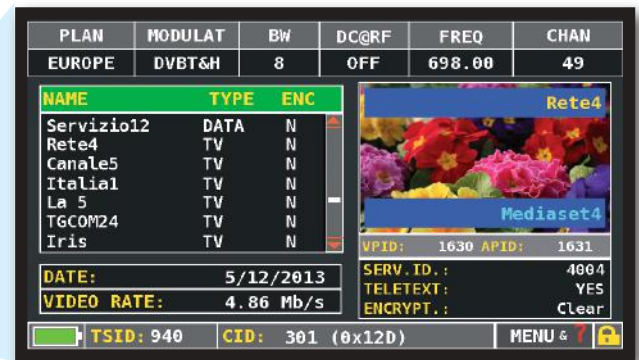 PLAN MODULAT BW DC@RF FREQ CHAN
EUROPE DVBT&H 8 OFF 698.00 49
NAME TYPE ENC
Servizio12 DATA N
Rete4 TV N
Canale5 TV N
Italia1 TV N
La 5 TV N
TGCOM24 TV N
Iris TV N
Rete4
Mediaset4
VPID: 1630 APID: 1631
DATE: 5/12/2013
VIDEO RATE: 4.86 Mb/s
SERV.ID.: 4004
TELETEXT: YES
ENCRYPT.: Clear
TSID: 940 CID: 301 (0x12D) MENU & ?